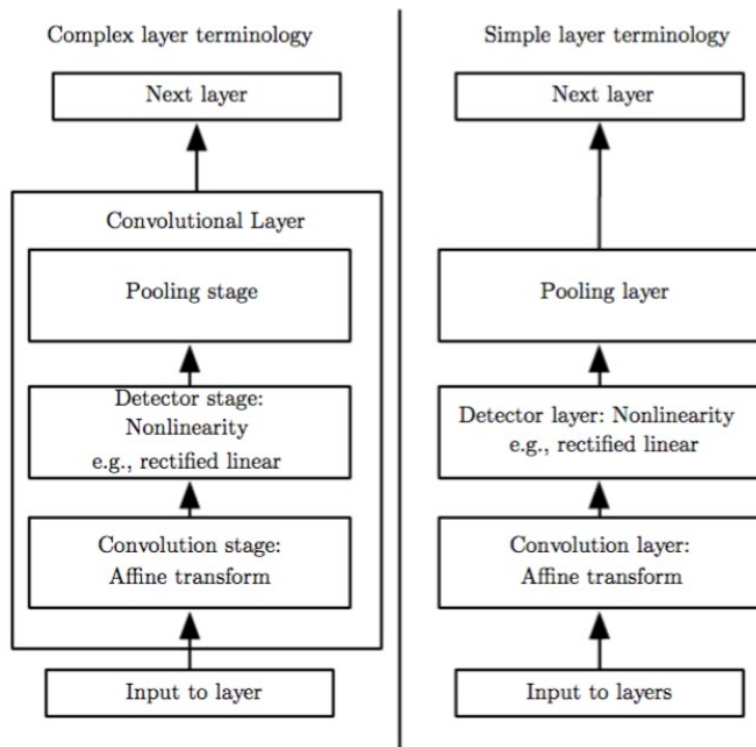 Complex layer terminology
Next layer
Convolutional Layer
Pooling stage
Detector stage:
Nonlinearity
e.g., rectified linear
Convolution stage:
Affine transform
Input to layer
Simple layer terminology
Next layer
Pooling layer
Detector layer: Nonlinearity
e.g., rectified linear
Convolution layer:
Affine transform
Input to layers